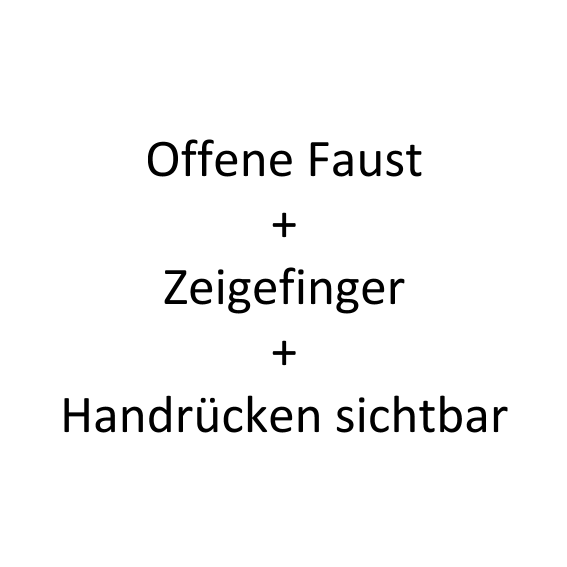 Offene Faust
+
Zeigefinger
+
Handrücken sichtbar